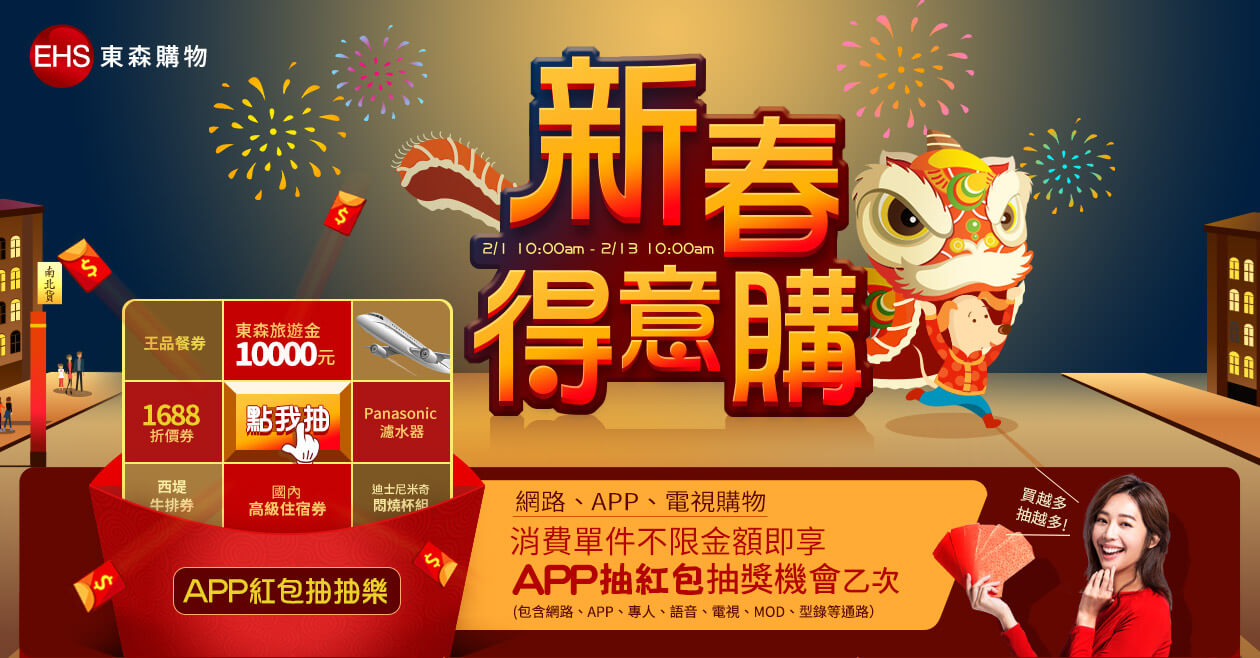 EHS 東森購物
新春
2/1 10:00am - 2/13 10:00am
得意購
南北貨
王品餐券
東森旅遊金
10000元
1688
折價券
點我抽
Panasonic
濾水器
西堤
牛排券
國內
高級住宿券
迪士尼米奇
悶燒杯組
APP紅包抽抽樂
網路、APP、電視購物
消費單件不限金額即享
APP抽紅包抽獎機會乙次
(包含網路、APP、專人、語音、電視、MOD、型錄等通路)
買越多
抽越多!
$
$
$
$